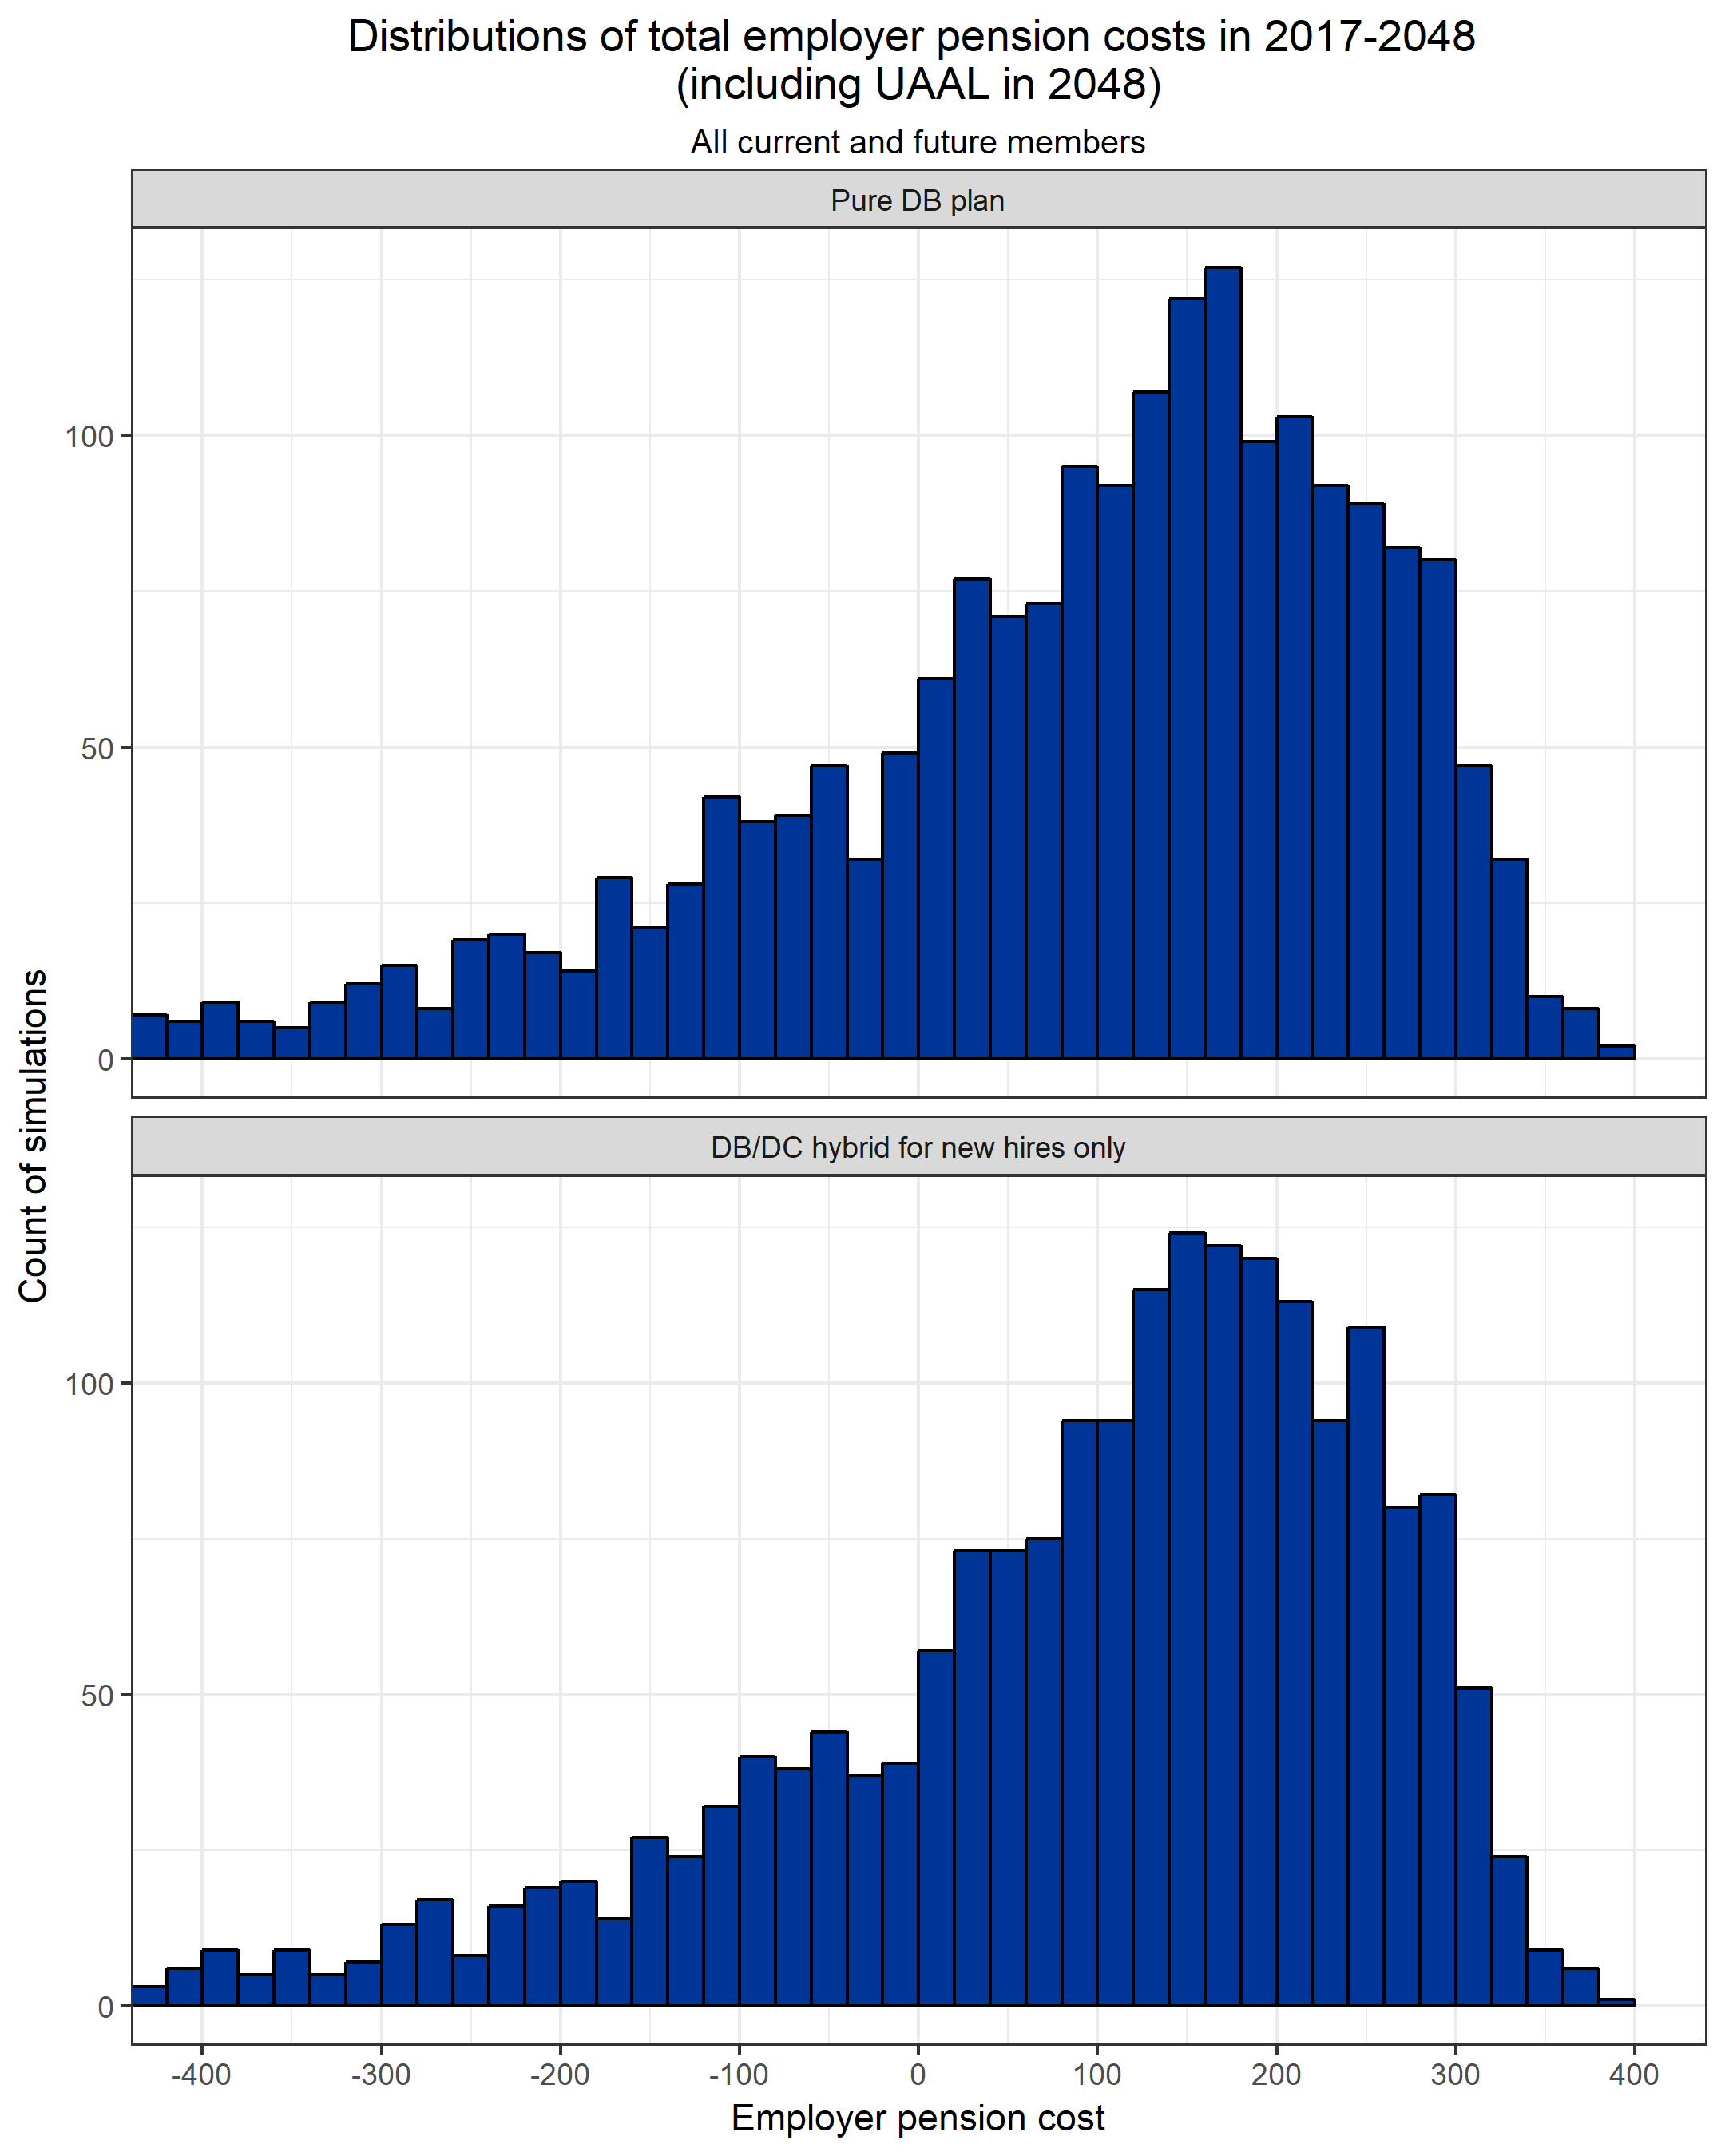 Distributions of total employer pension costs in 2017-2048
(including UAAL in 2048)
All current and future members
Pure DB plan
100
50
0
DB/DC hybrid for new hires only
100
50
0
Count of simulations
-400 -300 -200 -100 0 100 200 300 400
Employer pension cost